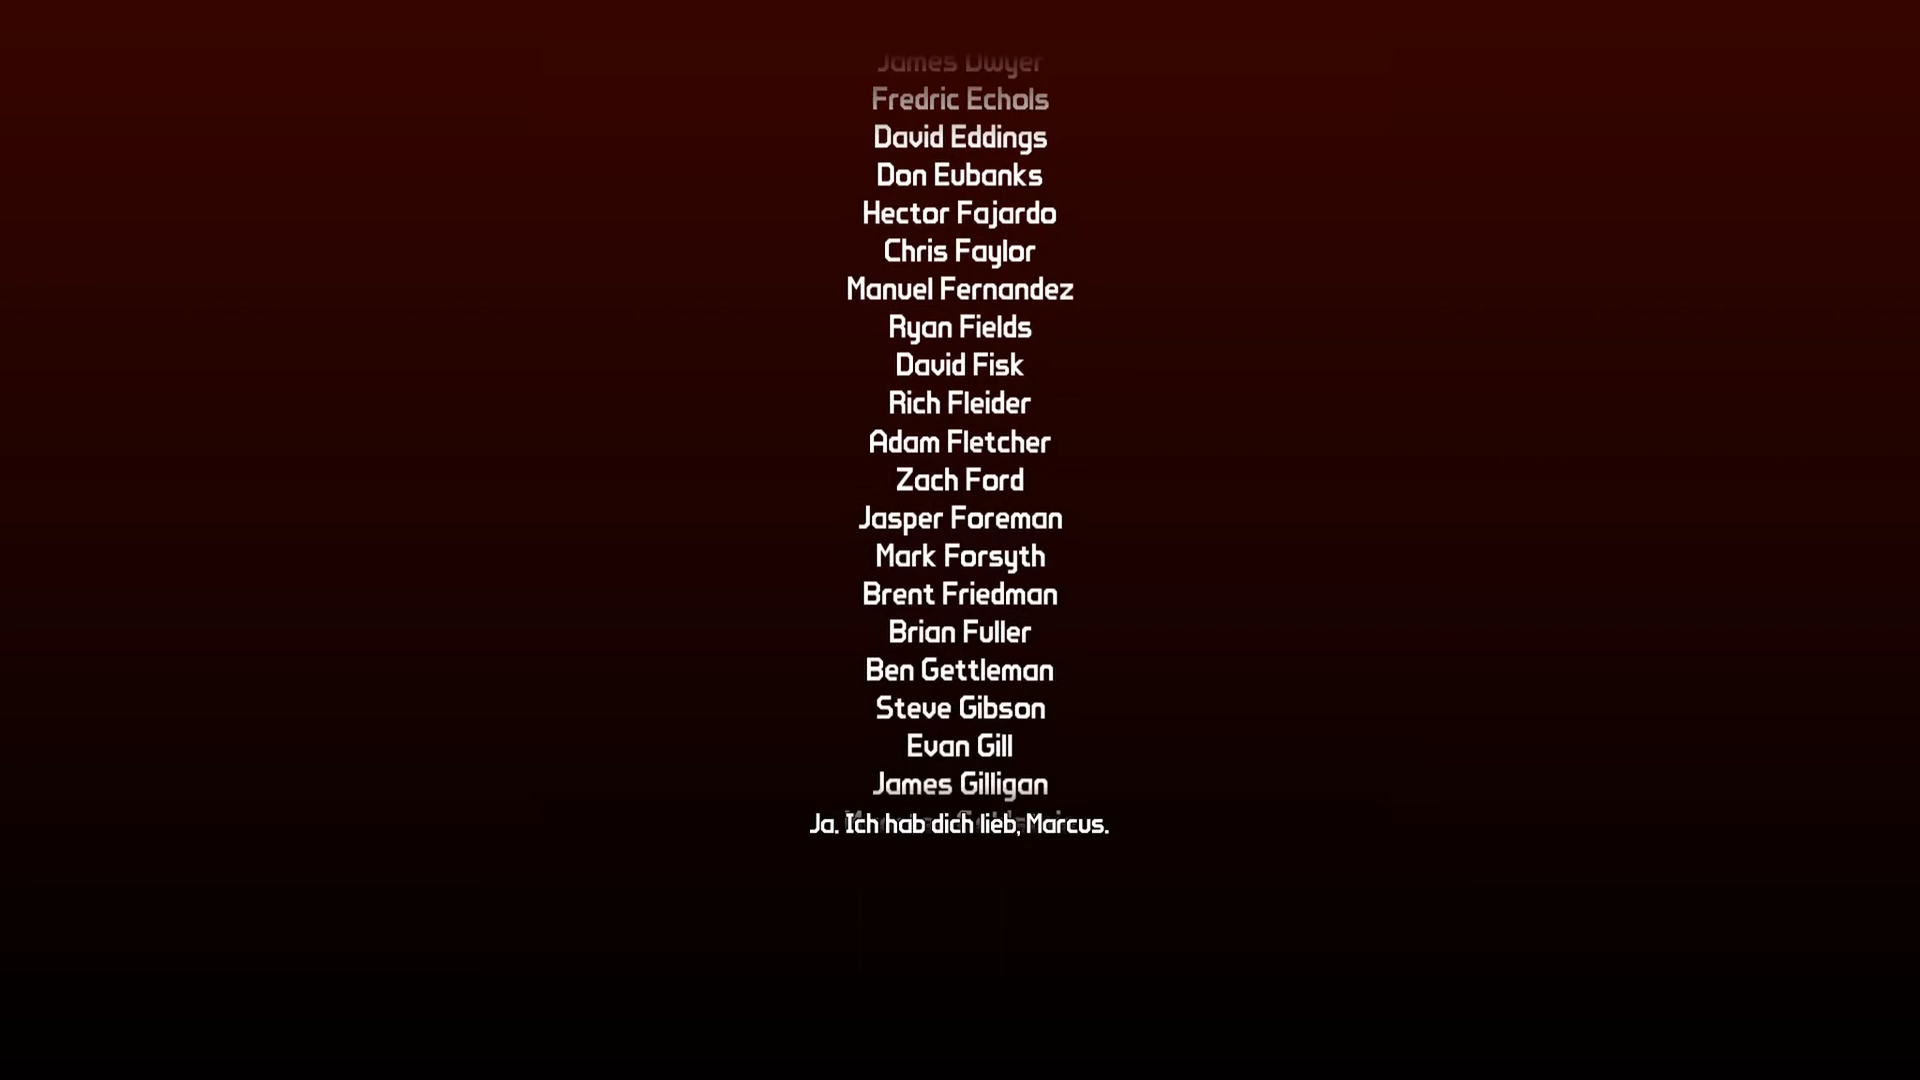 James Dwyer
Fredric Echols
David Eddings
Don Eubanks
Hector Fajardo
Chris Faylor
Manuel Fernandez
Ryan Fields
David Fisk
Rich Fleider
Adam Fletcher
Zach Ford
Jasper Foreman
Mark Forsyth
Brent Friedman
Brian Fuller
Ben Gettleman
Steve Gibson
Evan Gill
James Gilligan
Ja. Ich hab dich lieb, Marcus.